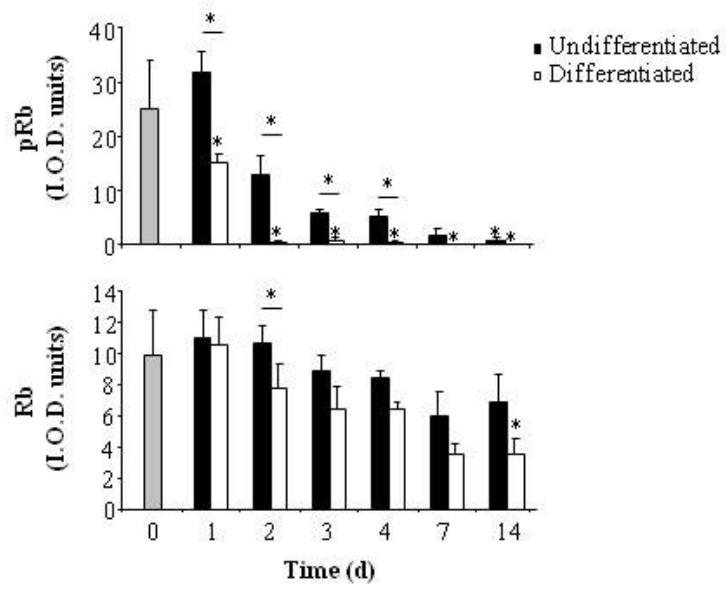 40
30
20
10
0
pRb
(I.O.D. units)
* * * * * * * * * * * *
Undifferentiated
Differentiated
14
12
10
8
6
4
2
0
Rb
(I.O.D. units)
* *
0 1 2 3 4 7 14
Time (d)